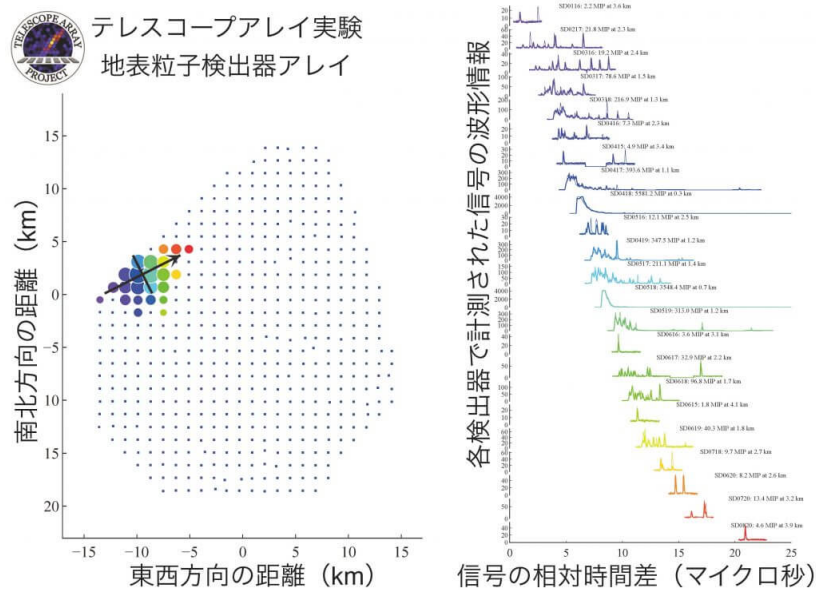 TELESCOPE ARRAY
PROJECT
テレスコープアレイ実験
地表粒子検出器アレイ
南北方向の距離（km）
15
10
5
0
−5
10
15
20
−15
−10
−5
0
5
10
15
東西方向の距離（km）
各検出器で計測された信号の波形情報
SD0116: 2.2 MIP at 3.6 km
SD0217: 21.8 MIP at 2.3 km
SD0316: 19.2 MIP at 2.4 km
SD0317: 78.4 MIP at 1.5 km
SD0318: 216.9 MIP at 1.3 km
SD0416: 7.3 MIP at 2.3 km
SD0415: 4.9 MIP at 3.4 km
SD0417: 393.6 MIP at 1.1 km
SD0418: 5581.2 MIP at 0.3 km
SD0516: 12.1 MIP at 2.5 km
SD0419: 347.5 MIP at 1.2 km
SD0517: 211.1 MIP at 1.4 km
SD0518: 3548.4 MIP at 0.7 km
SD0519: 313.0 MIP at 1.2 km
SD0616: 3.6 MIP at 3.3 km
SD0617: 32.9 MIP at 2.2 km
SD0618: 96.8 MIP at 1.7 km
SD0615: 1.8 MIP at 4.1 km
SD0619: 40.3 MIP at 1.8 km
SD0718: 9.7 MIP at 2.7 km
SD0620: 8.2 MIP at 2.6 km
SD0720: 13.4 MIP at 3.2 km
SD0820: 4.6 MIP at 3.9 km
0
5
10
15
20
25
信号の相対時間差（マイクロ秒）